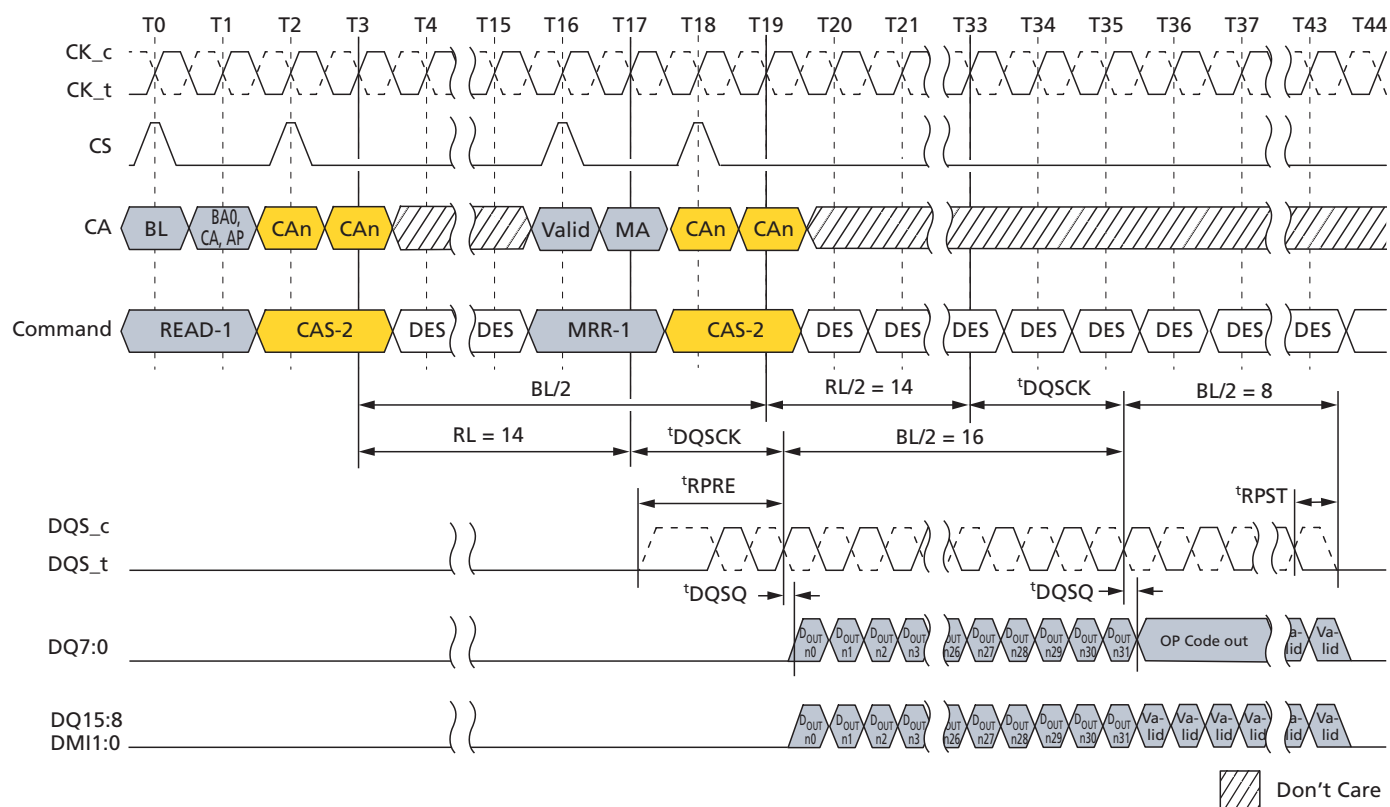 T0 T1 T2 T3 T4 T15 T16 T17 T18 T19 T20 T21 T33 T34 T35 T36 T37 T43 T44
CK_c
CK_t
CS
CA BL BA0, CA, AP CAn CAn Valid MA CAn CAn
Command READ-1 CAS-2 DES DES MRR-1 CAS-2 DES DES DES DES DES DES DES DES
BL/2 RL/2 = 14 tDQSCK BL/2 = 8
RL = 14 tDQSCK BL/2 = 16
tRPRE tRPST
DQS_c
DQS_t
tDQSQ tDQSQ
DQ7:0 DOUT n0 DOUT n1 DOUT n2 DOUT n3 DOUT n26 DOUT n27 DOUT n28 DOUT n29 DOUT n30 DOUT n31 OP Code out a-lid Va-lid
DQ15:8
DMI1:0 DOUT n0 DOUT n1 DOUT n2 DOUT n3 DOUT n26 DOUT n27 DOUT n28 DOUT n29 DOUT n30 DOUT n31 Va-lid Va-lid Va-lid Va-lid a-lid Va-lid
Don't Care